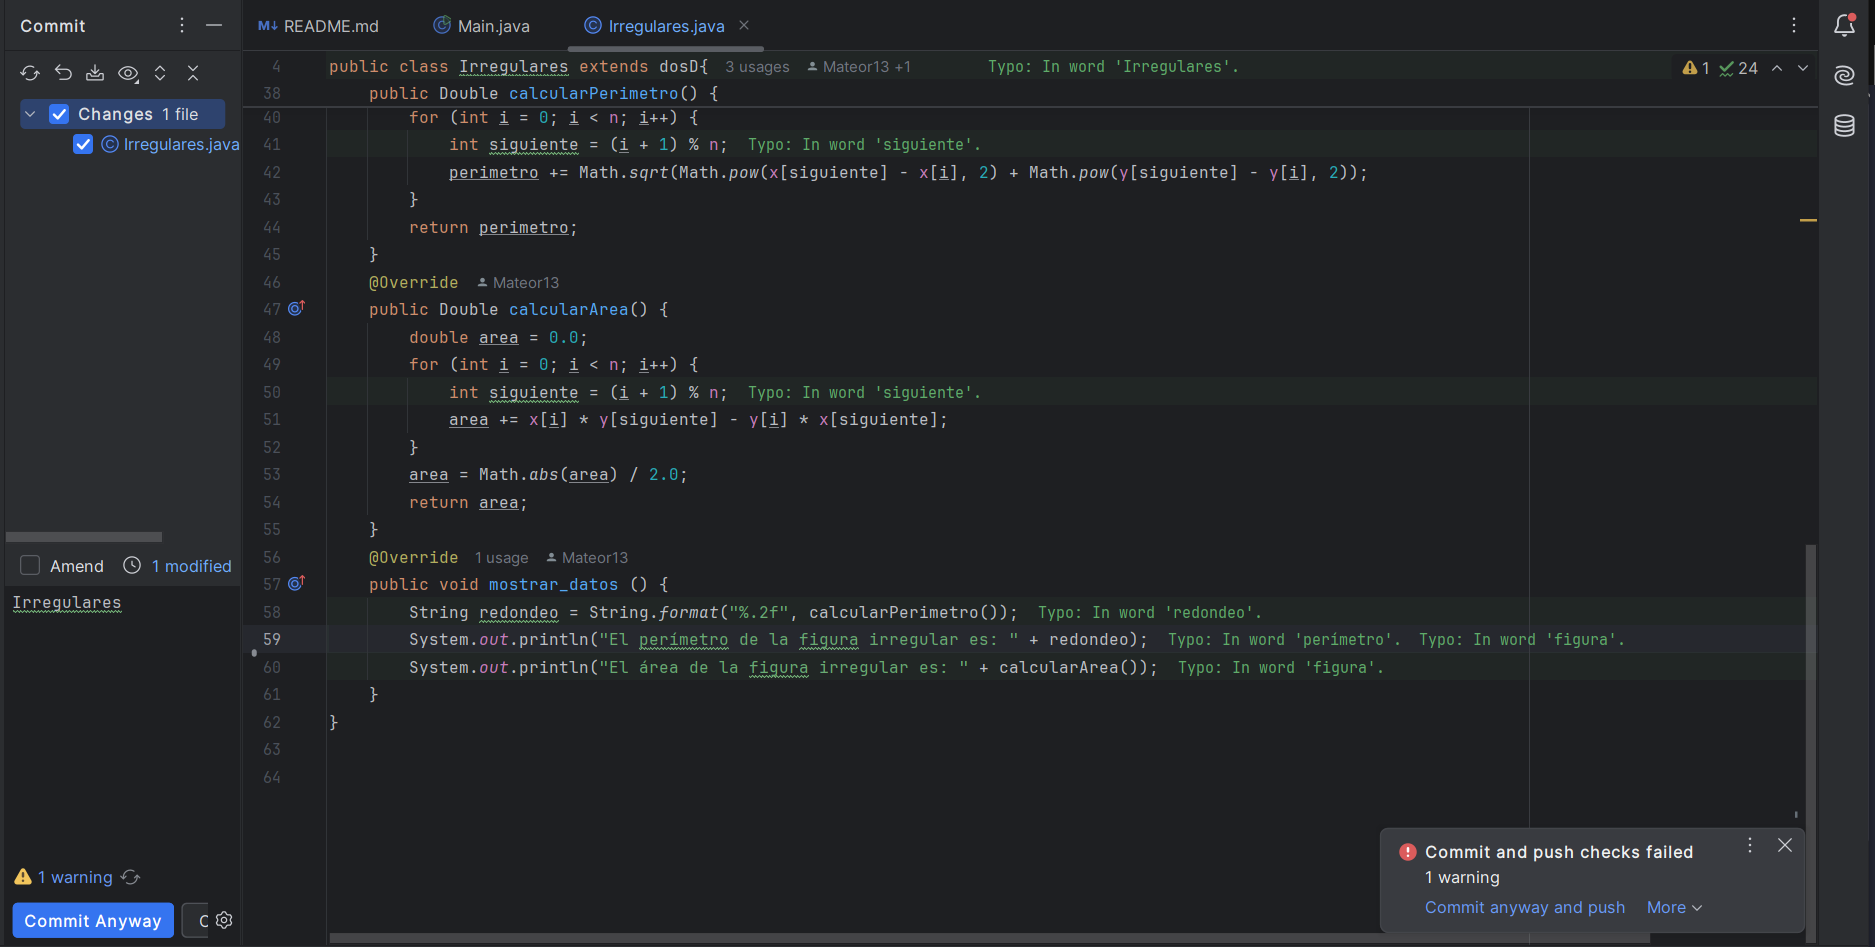 Commit
README.md
Main.java
Irregulares.java
Changes 1 file
Irregulares.java
Amend
1 modified
Irregulares
1 warning
Commit Anyway
C
4 public class Irregulares extends dosD{ 3 usages Mateor13 +1 Typo: In word 'Irregulares'.
1 24
38 public Double calcularPerimetro() {
40 for (int i = 0; i < n; i++) {
41 int siguiente = (i + 1) % n; Typo: In word 'siguiente'.
42 perimetro += Math.sqrt(Math.pow(x[siguiente] - x[i], 2) + Math.pow(y[siguiente] - y[i], 2));
43 }
44 return perimetro;
45 }
46 @Override Mateor13
47 public Double calcularArea() {
48 double area = 0.0;
49 for (int i = 0; i < n; i++) {
50 int siguiente = (i + 1) % n; Typo: In word 'siguiente'.
51 area += x[i] * y[siguiente] - y[i] * x[siguiente];
52 }
53 area = Math.abs(area) / 2.0;
54 return area;
55 }
56 @Override 1 usage Mateor13
57 public void mostrar_datos () {
58 String redondeo = String.format("%.2f", calcularPerimetro()); Typo: In word 'redondeo'.
59 System.out.println("El perímetro de la figura irregular es: " + redondeo); Typo: In word 'perímetro'. Typo: In word 'figura'.
60 System.out.println("El área de la figura irregular es: " + calcularArea()); Typo: In word 'figura'.
61 }
62 }
63
64
Commit and push checks failed
1 warning
Commit anyway and push More